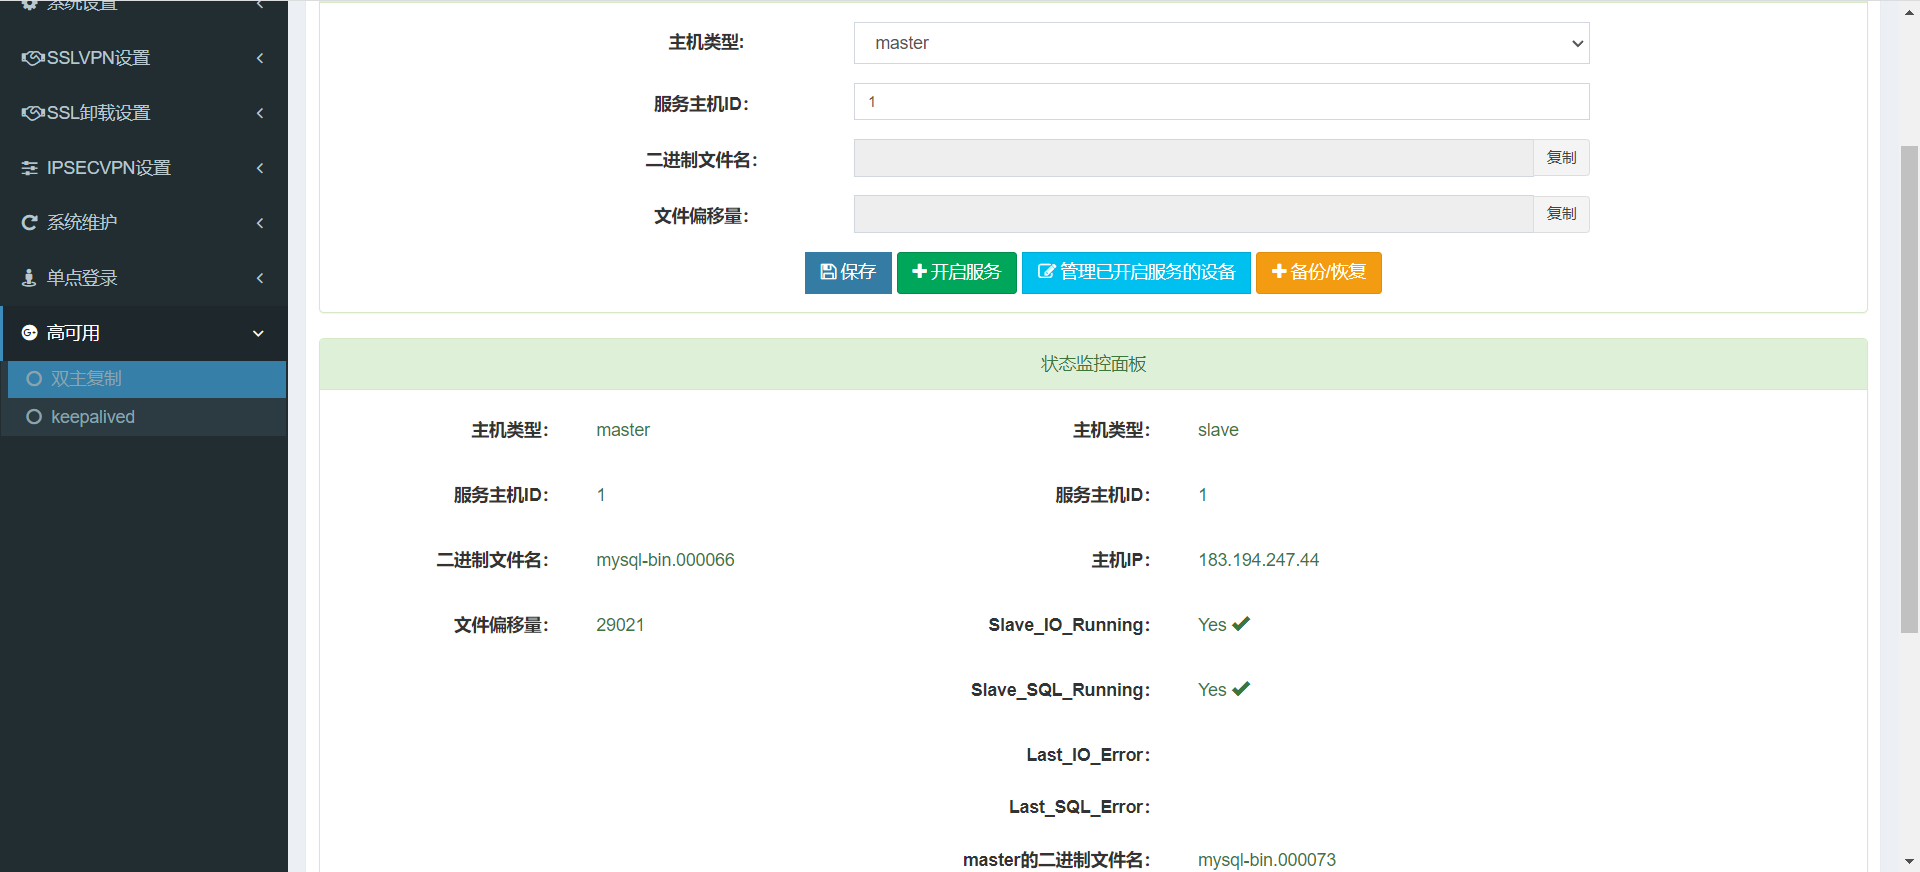 系统设置
SSLVPN设置
SSL卸载设置
IPSECVPN设置
系统维护
单点登录
高可用
双主复制
keepalived
主机类型:
master
服务主机ID：
1
二进制文件名：
复制
文件偏移量：
复制
保存
开启服务
管理已开启服务的设备
备份/恢复
状态监控面板
主机类型：
master
主机类型：
slave
服务主机ID：
1
服务主机ID：
1
二进制文件名：
mysql-bin.000066
主机IP：
183.194.247.44
文件偏移量：
29021
Slave_IO_Running：
Yes
Slave_SQL_Running：
Yes
Last_IO_Error：
Last_SQL_Error：
master的二进制文件名：
mysql-bin.000073